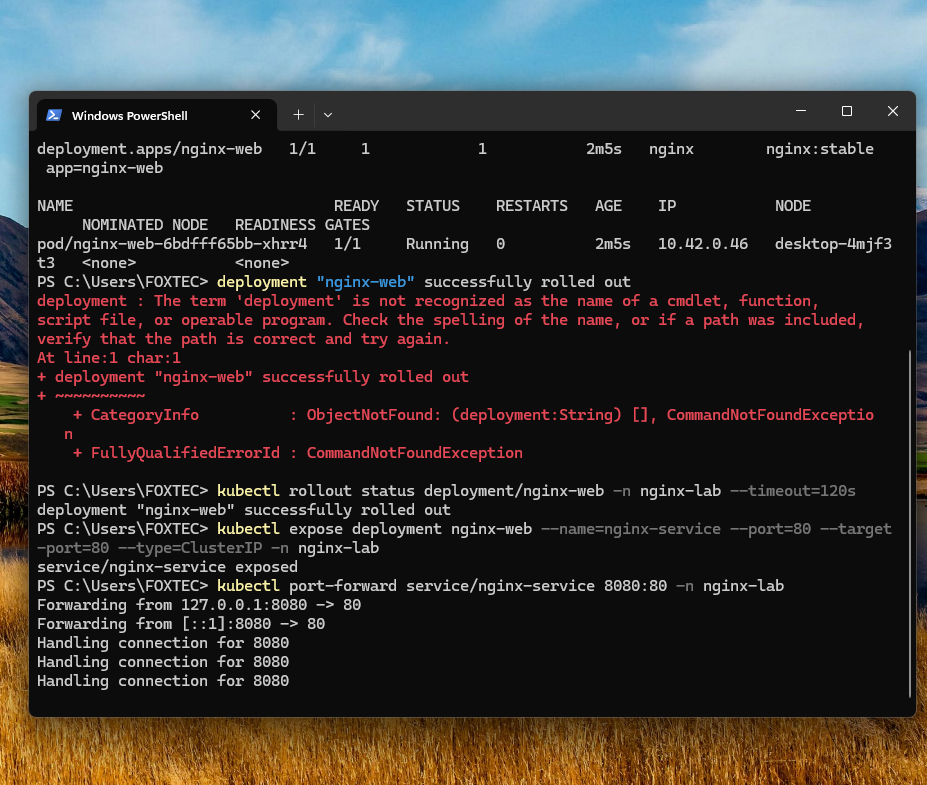 Windows PowerShell
deployment.apps/nginx-web   1/1     1            1           2m5s   nginx        nginx:stable
 app=nginx-web
NAME                             READY   STATUS    RESTARTS   AGE    IP           NODE
     NOMINATED NODE   READINESS GATES
pod/nginx-web-6bdfff65bb-xhrr4   1/1     Running   0          2m5s   10.42.0.46   desktop-4mjf3
t3   <none>           <none>
PS C:\Users\FOXTEC> deployment "nginx-web" successfully rolled out
deployment : The term 'deployment' is not recognized as the name of a cmdlet, function,
script file, or operable program. Check the spelling of the name, or if a path was included,
verify that the path is correct and try again.
At line:1 char:1
+ deployment "nginx-web" successfully rolled out
+ ~~~~~~~~~~
    + CategoryInfo          : ObjectNotFound: (deployment:String) [], CommandNotFoundExceptio
   n
    + FullyQualifiedErrorId : CommandNotFoundException
PS C:\Users\FOXTEC> kubectl rollout status deployment/nginx-web -n nginx-lab --timeout=120s
deployment "nginx-web" successfully rolled out
PS C:\Users\FOXTEC> kubectl expose deployment nginx-web --name=nginx-service --port=80 --target
-port=80 --type=ClusterIP -n nginx-lab
service/nginx-service exposed
PS C:\Users\FOXTEC> kubectl port-forward service/nginx-service 8080:80 -n nginx-lab
Forwarding from 127.0.0.1:8080 -> 80
Forwarding from [::1]:8080 -> 80
Handling connection for 8080
Handling connection for 8080
Handling connection for 8080